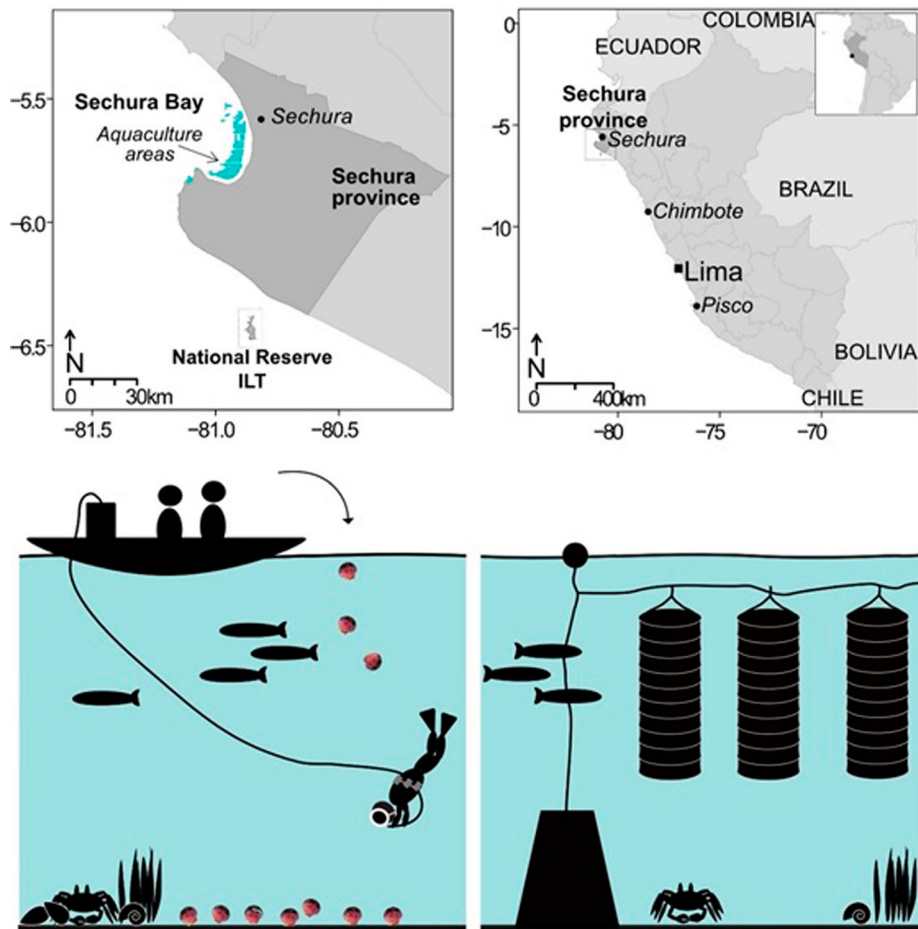 −5.5
−6.0
−6.5
−81.5
−81.0
−80.5
Sechura Bay
Aquaculture
areas
Sechura
Sechura
province
National Reserve
ILT
N
0
30km
0
−5
−10
−15
−80
−75
−70
COLOMBIA
ECUADOR
Sechura
province
Sechura
BRAZIL
Chimbote
Lima
Pisco
BOLIVIA
CHILE
N
0
400km